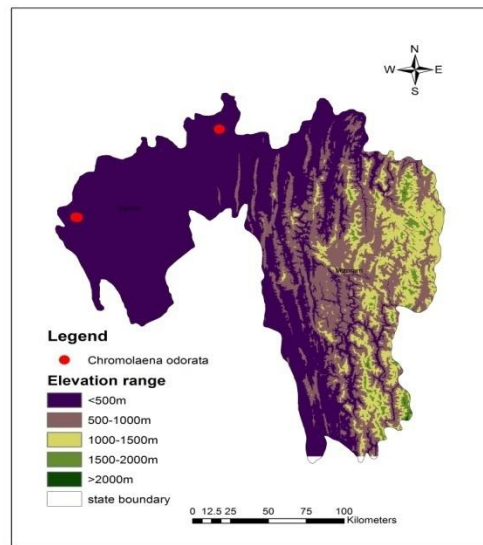 N
W E
S
Mizoram
Legend
Chromolaena odorata
Elevation range
<500m
500-1000m
1000-1500m
1500-2000m
>2000m
state boundary
0 12.5 25 50 75 100
Kilometers